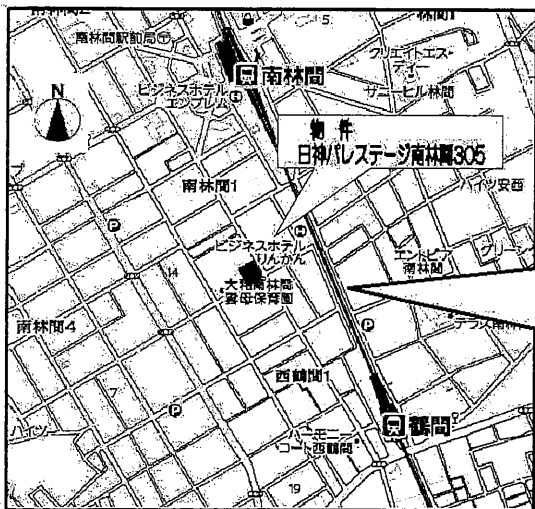 南林間駅前局
5
林間1
クリエイトエス・
ディー
ビジネスホテル
エンブレム
南林間
サニーヒル林間
N
物件
日神パレステージ南林間305
南林間1
ハイツ安西
P
ビジネスホテル
りんかん
エンドピア
南林間
グリーン
14
大和南林間
雲母保育園
南林間4
P
テラス南林
7
西鶴間1
P
鶴間
ハイツ
ハーモニー
コート西鶴間
19